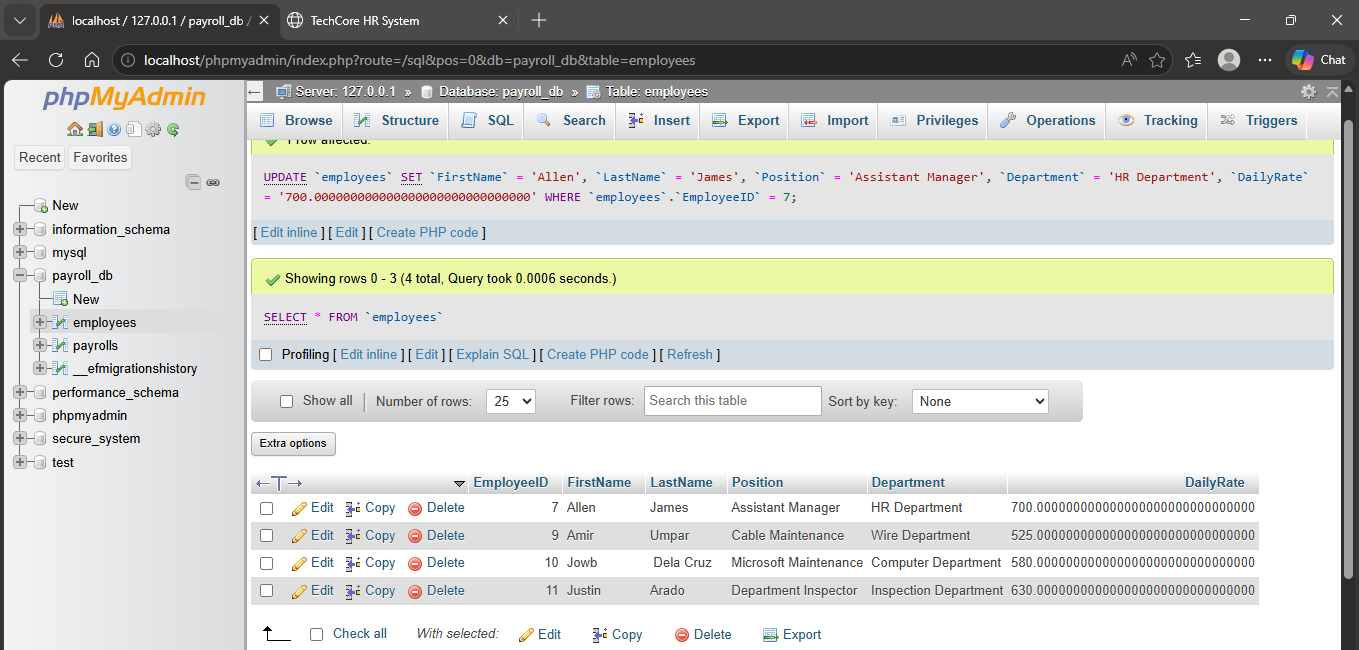 localhost / 127.0.0.1 / payroll_db /
TechCore HR System
localhost/phpmyadmin/index.php?route=/sql&pos=0&db=payroll_db&table=employees
Chat
phpMyAdmin
Recent Favorites
New
information_schema
mysql
payroll_db
New
employees
payrolls
__efmigrationshistory
performance_schema
phpmyadmin
secure_system
test
Server: 127.0.0.1 » Database: payroll_db » Table: employees
Browse Structure SQL Search Insert Export Import Privileges Operations Tracking Triggers
1 row affected.
UPDATE `employees` SET `FirstName` = 'Allen', `LastName` = 'James', `Position` = 'Assistant Manager', `Department` = 'HR Department', `DailyRate`
= '700.000000000000000000000000000000' WHERE `employees`.`EmployeeID` = 7;
[ Edit inline ] [ Edit ] [ Create PHP code ]
Showing rows 0 - 3 (4 total, Query took 0.0006 seconds.)
SELECT * FROM `employees`
Profiling [ Edit inline ] [ Edit ] [ Explain SQL ] [ Create PHP code ] [ Refresh ]
Show all Number of rows: 25 Filter rows: Search this table Sort by key: None
Extra options
←T→ EmployeeID FirstName LastName Position Department DailyRate
Edit Copy Delete 7 Allen James Assistant Manager HR Department 700.000000000000000000000000000000
Edit Copy Delete 9 Amir Umpar Cable Maintenance Wire Department 525.000000000000000000000000000000
Edit Copy Delete 10 Jowb Dela Cruz Microsoft Maintenance Computer Department 580.000000000000000000000000000000
Edit Copy Delete 11 Justin Arado Department Inspector Inspection Department 630.000000000000000000000000000000
Check all With selected: Edit Copy Delete Export